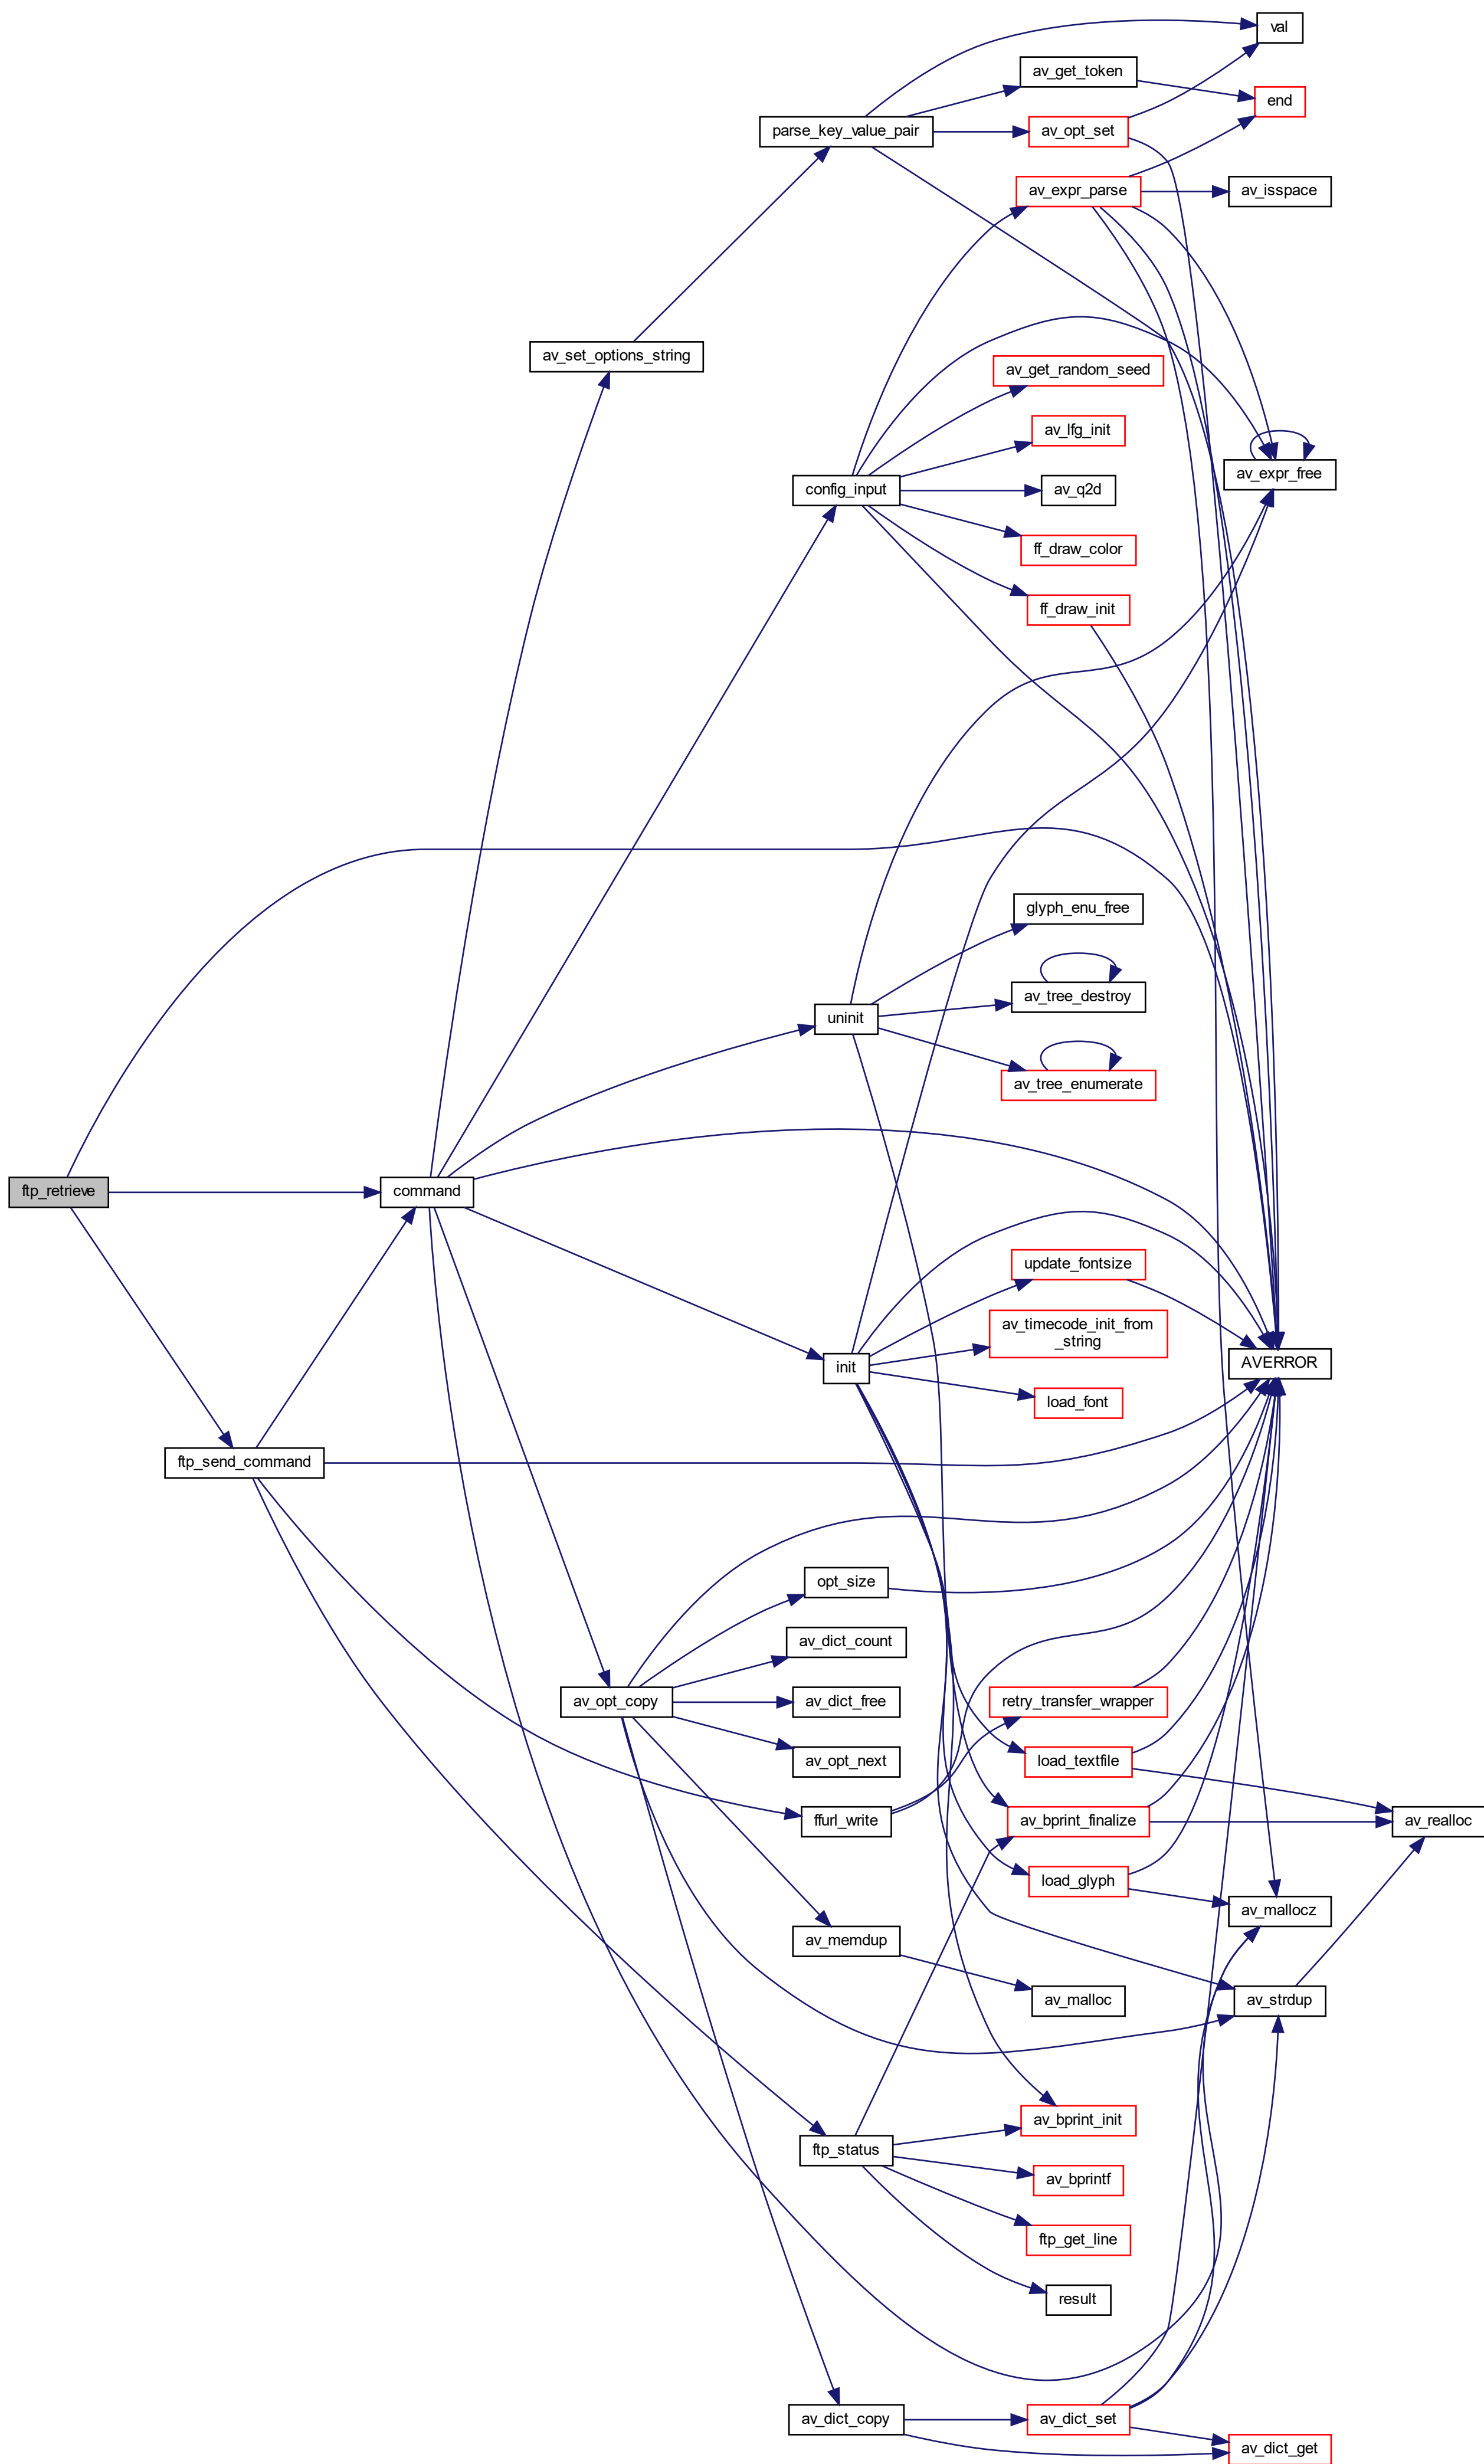 val
av_get_token
end
parse_key_value_pair
av_opt_set
av_expr_parse
av_isspace
av_set_options_string
av_get_random_seed
av_lfg_init
av_expr_free
config_input
av_q2d
ff_draw_color
ff_draw_init
glyph_enu_free
av_tree_destroy
uninit
av_tree_enumerate
ftp_retrieve
command
update_fontsize
av_timecode_init_from
_string
AVERROR
init
load_font
ftp_send_command
opt_size
av_dict_count
av_opt_copy
av_dict_free
retry_transfer_wrapper
av_opt_next
load_textfile
ffurl_write
av_bprint_finalize
av_realloc
load_glyph
av_mallocz
av_memdup
av_malloc
av_strdup
av_bprint_init
ftp_status
av_bprintf
ftp_get_line
result
av_dict_copy
av_dict_set
av_dict_get